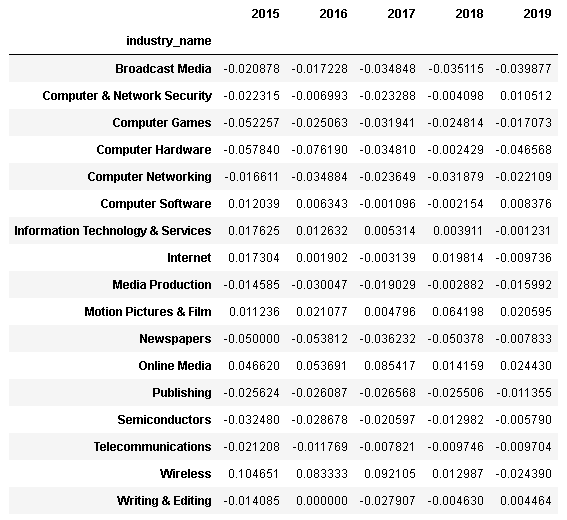 2015 2016 2017 2018 2019
industry_name
Broadcast Media -0.020878 -0.017228 -0.034848 -0.035115 -0.039877
Computer & Network Security -0.022315 -0.006993 -0.023288 -0.004098 0.010512
Computer Games -0.052257 -0.025063 -0.031941 -0.024814 -0.017073
Computer Hardware -0.057840 -0.076190 -0.034810 -0.002429 -0.046568
Computer Networking -0.016611 -0.034884 -0.023649 -0.031879 -0.022109
Computer Software 0.012039 0.006343 -0.001096 -0.002154 0.008376
Information Technology & Services 0.017625 0.012632 0.005314 0.003911 -0.001231
Internet 0.017304 0.001902 -0.003139 0.019814 -0.009736
Media Production -0.014585 -0.030047 -0.019029 -0.002882 -0.015992
Motion Pictures & Film 0.011236 0.021077 0.004796 0.064198 0.020595
Newspapers -0.050000 -0.053812 -0.036232 -0.050378 -0.007833
Online Media 0.046620 0.053691 0.085417 0.014159 0.024430
Publishing -0.025624 -0.026087 -0.026568 -0.025506 -0.011355
Semiconductors -0.032480 -0.028678 -0.020597 -0.012982 -0.005790
Telecommunications -0.021208 -0.011769 -0.007821 -0.009746 -0.009704
Wireless 0.104651 0.083333 0.092105 0.012987 -0.024390
Writing & Editing -0.014085 0.000000 -0.027907 -0.004630 0.004464